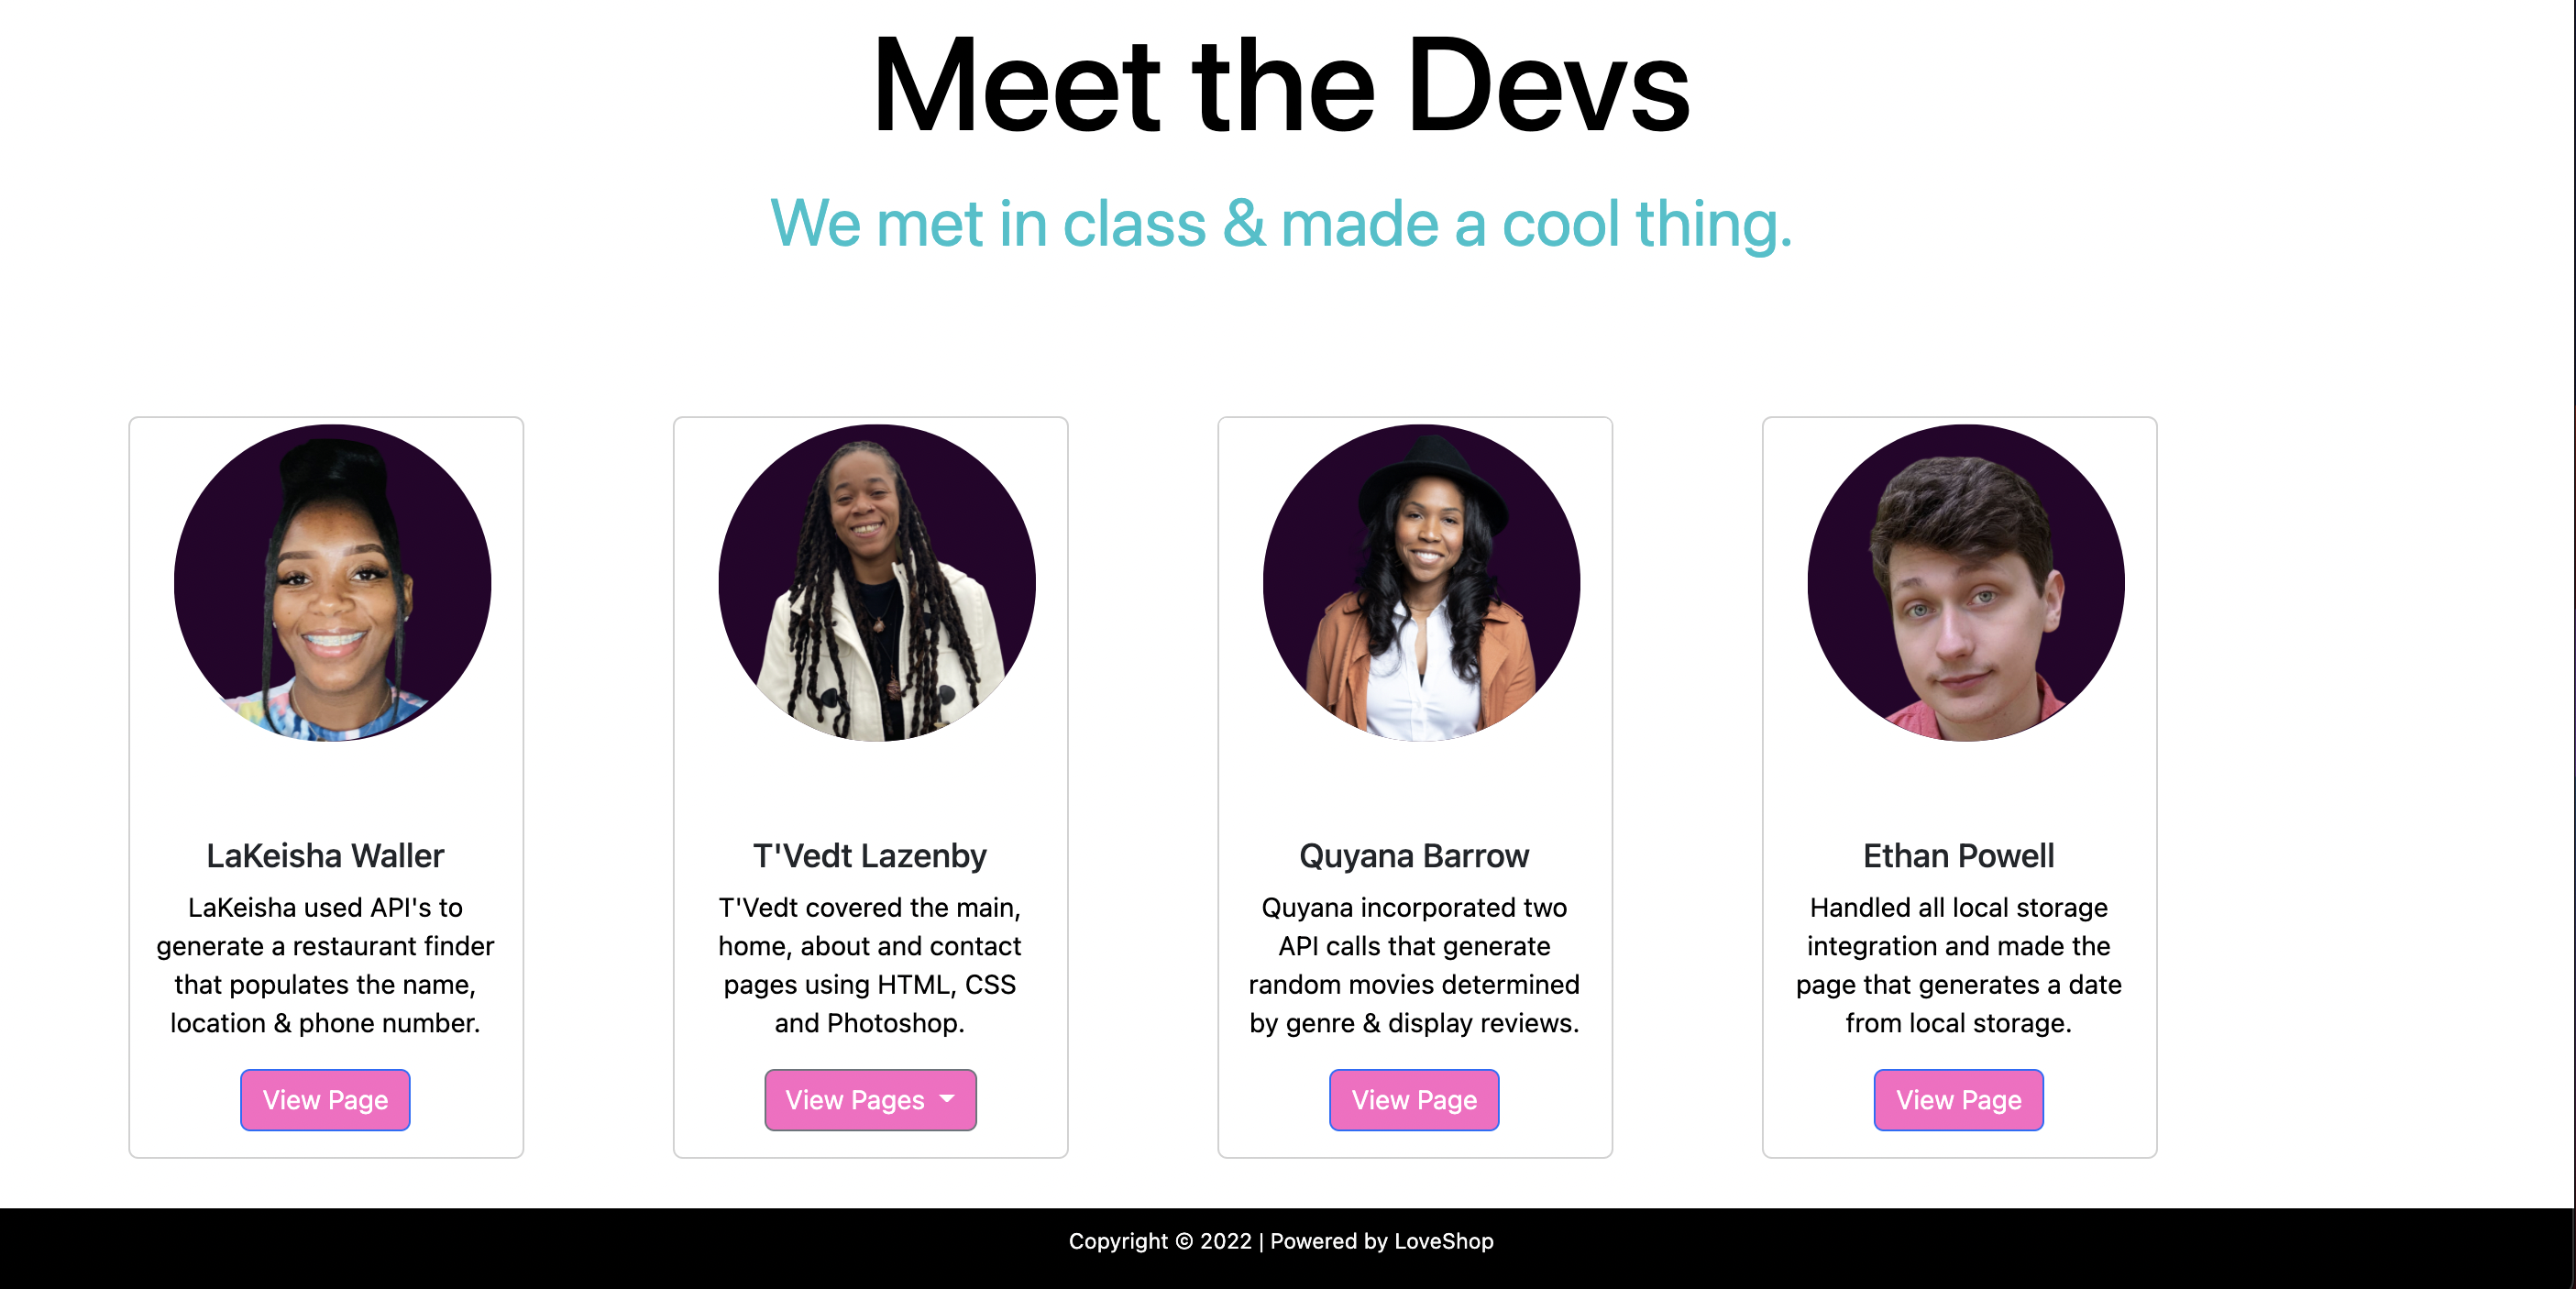 Meet the Devs
We met in class & made a cool thing.
LaKeisha Waller
LaKeisha used API's to
generate a restaurant finder
that populates the name,
location & phone number.
View Page
T'Vedt Lazenby
T'Vedt covered the main,
home, about and contact
pages using HTML, CSS
and Photoshop.
View Pages
Quyana Barrow
Quyana incorporated two
API calls that generate
random movies determined
by genre & display reviews.
View Page
Ethan Powell
Handled all local storage
integration and made the
page that generates a date
from local storage.
View Page
Copyright © 2022 | Powered by LoveShop